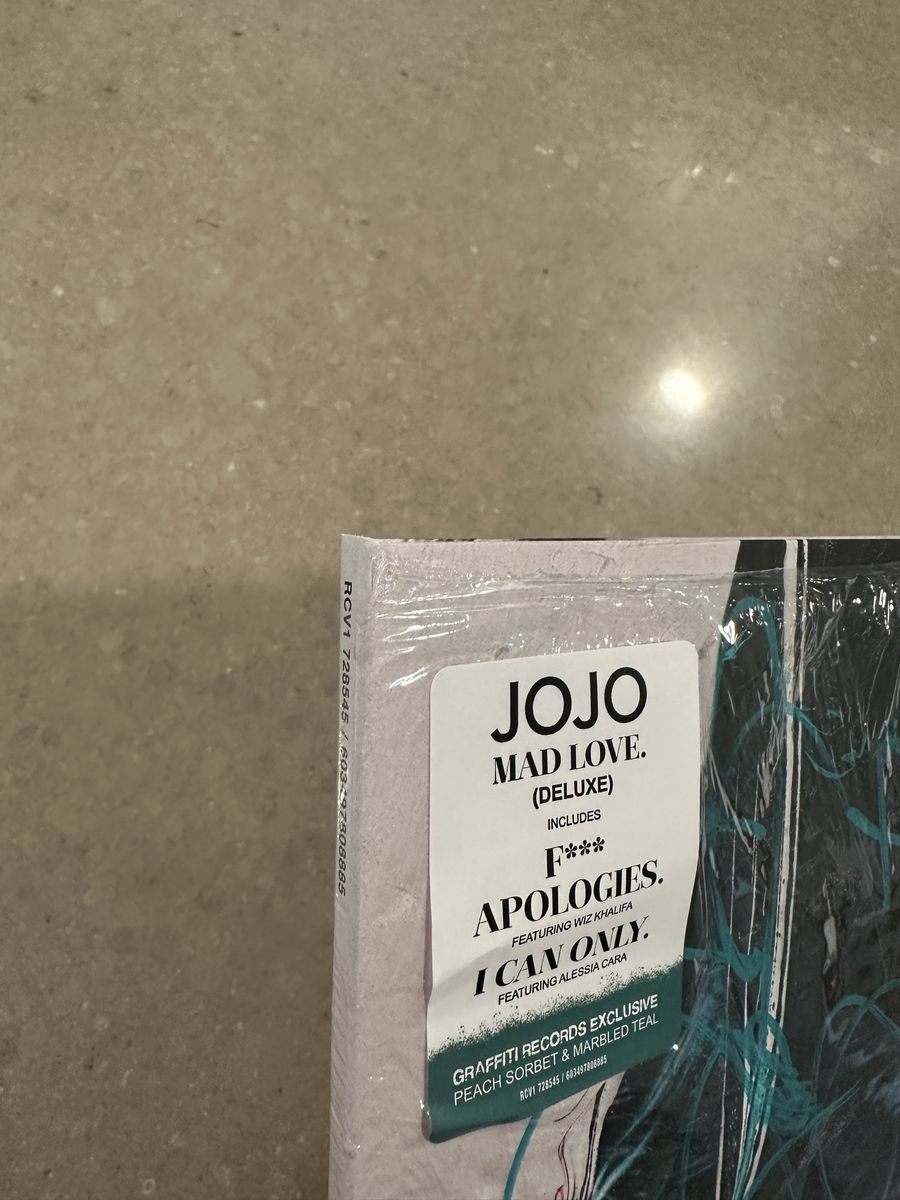 RCV1 728545 / 603497808885
JOJO
MAD LOVE.
(DELUXE)
INCLUDES
F***
APOLOGIES.
FEATURING WIZ KHALIFA
I CAN ONLY.
FEATURING ALESSIA CARA
GRAFFITI RECORDS EXCLUSIVE
PEACH SORBET & MARBLED TEAL
RCV1 728545 / 603497808885